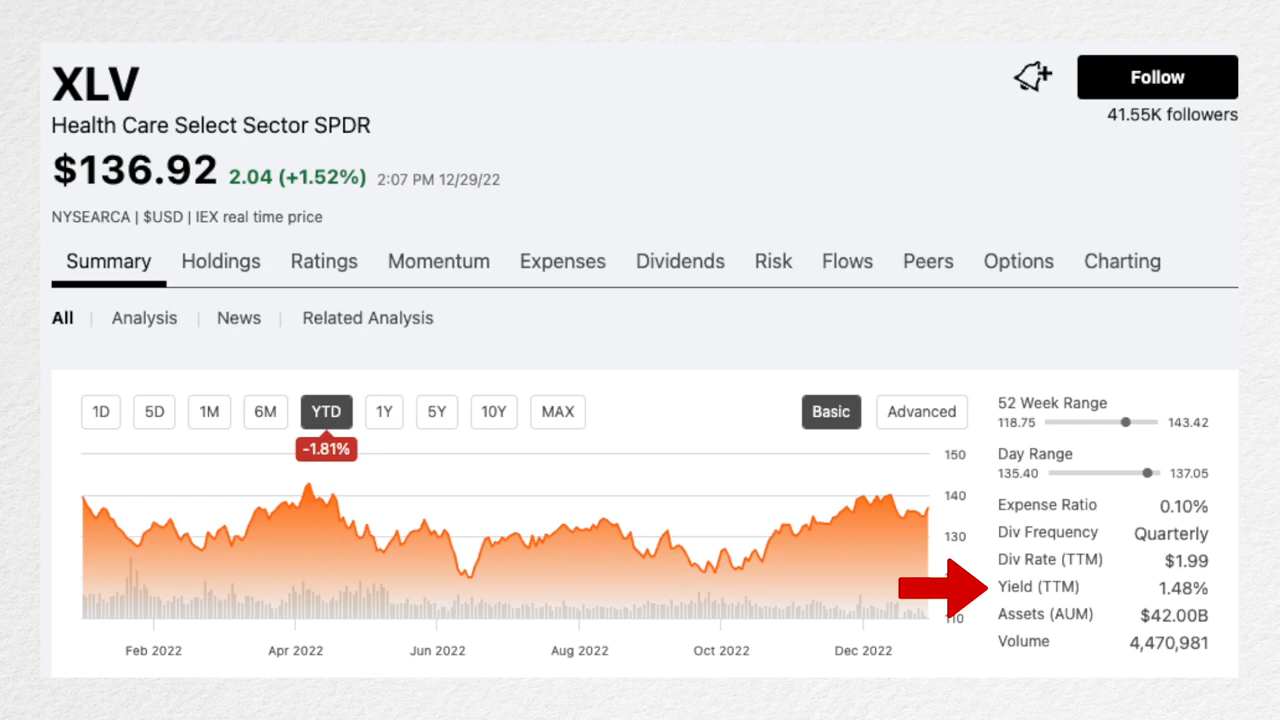 XLV
Follow
Health Care Select Sector SPDR
41.55K followers
$136.92 2.04 (+1.52%) 2:07 PM 12/29/22
NYSEARCA | $USD | IEX real time price
Summary Holdings Ratings Momentum Expenses Dividends Risk Flows Peers Options Charting
All | Analysis | News | Related Analysis
1D 5D 1M 6M YTD 1Y 5Y 10Y MAX Basic Advanced
-1.81%
150
140
130
Feb 2022 Apr 2022 Jun 2022 Aug 2022 Oct 2022 Dec 2022
52 Week Range
118.75 143.42
Day Range
135.40 137.05
Expense Ratio 0.10%
Div Frequency Quarterly
Div Rate (TTM) $1.99
Yield (TTM) 1.48%
Assets (AUM) $42.00B
Volume 4,470,981